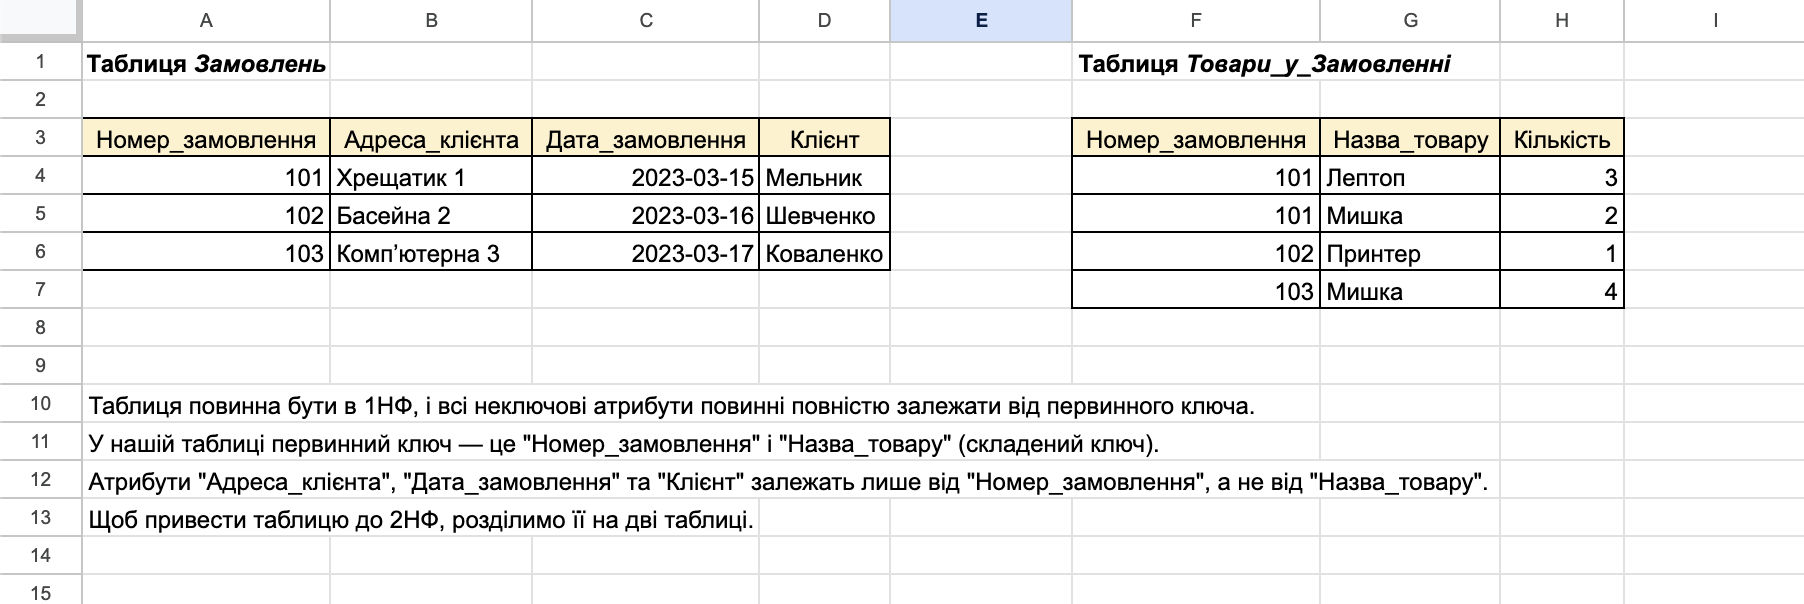 A B C D E F G H I
1 Таблиця Замовлень Таблиця Товари_у_Замовленні
2
3 Номер_замовлення Адреса_клієнта Дата_замовлення Клієнт Номер_замовлення Назва_товару Кількість
4 101 Хрещатик 1 2023-03-15 Мельник 101 Лептоп 3
5 102 Басейна 2 2023-03-16 Шевченко 101 Мишка 2
6 103 Комп’ютерна 3 2023-03-17 Коваленко 102 Принтер 1
7 103 Мишка 4
8
9
10 Таблиця повинна бути в 1НФ, і всі неключові атрибути повинні повністю залежати від первинного ключа.
11 У нашій таблиці первинний ключ — це "Номер_замовлення" і "Назва_товару" (складений ключ).
12 Атрибути "Адреса_клієнта", "Дата_замовлення" та "Клієнт" залежать лише від "Номер_замовлення", а не від "Назва_товару".
13 Щоб привести таблицю до 2НФ, розділимо її на дві таблиці.
14
15